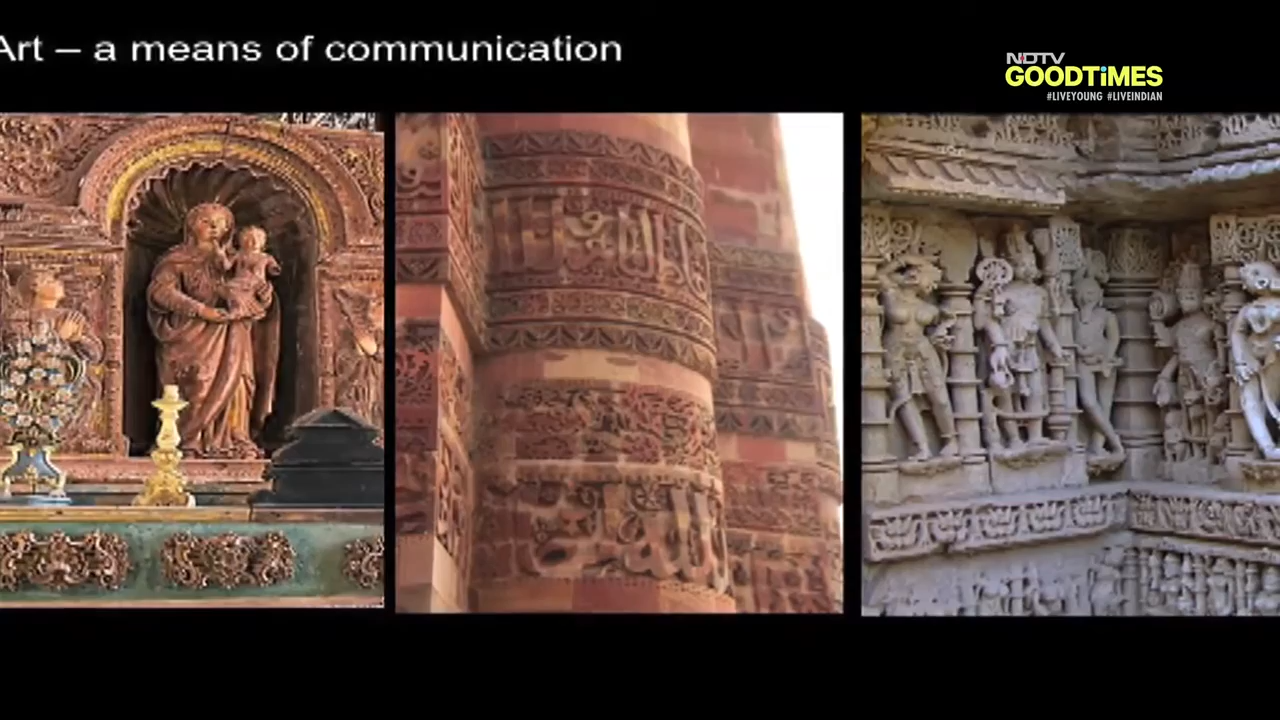 Art – a means of communication
NDTV
GOODTiMES
#LIVEYOUNG #LIVEINDIAN